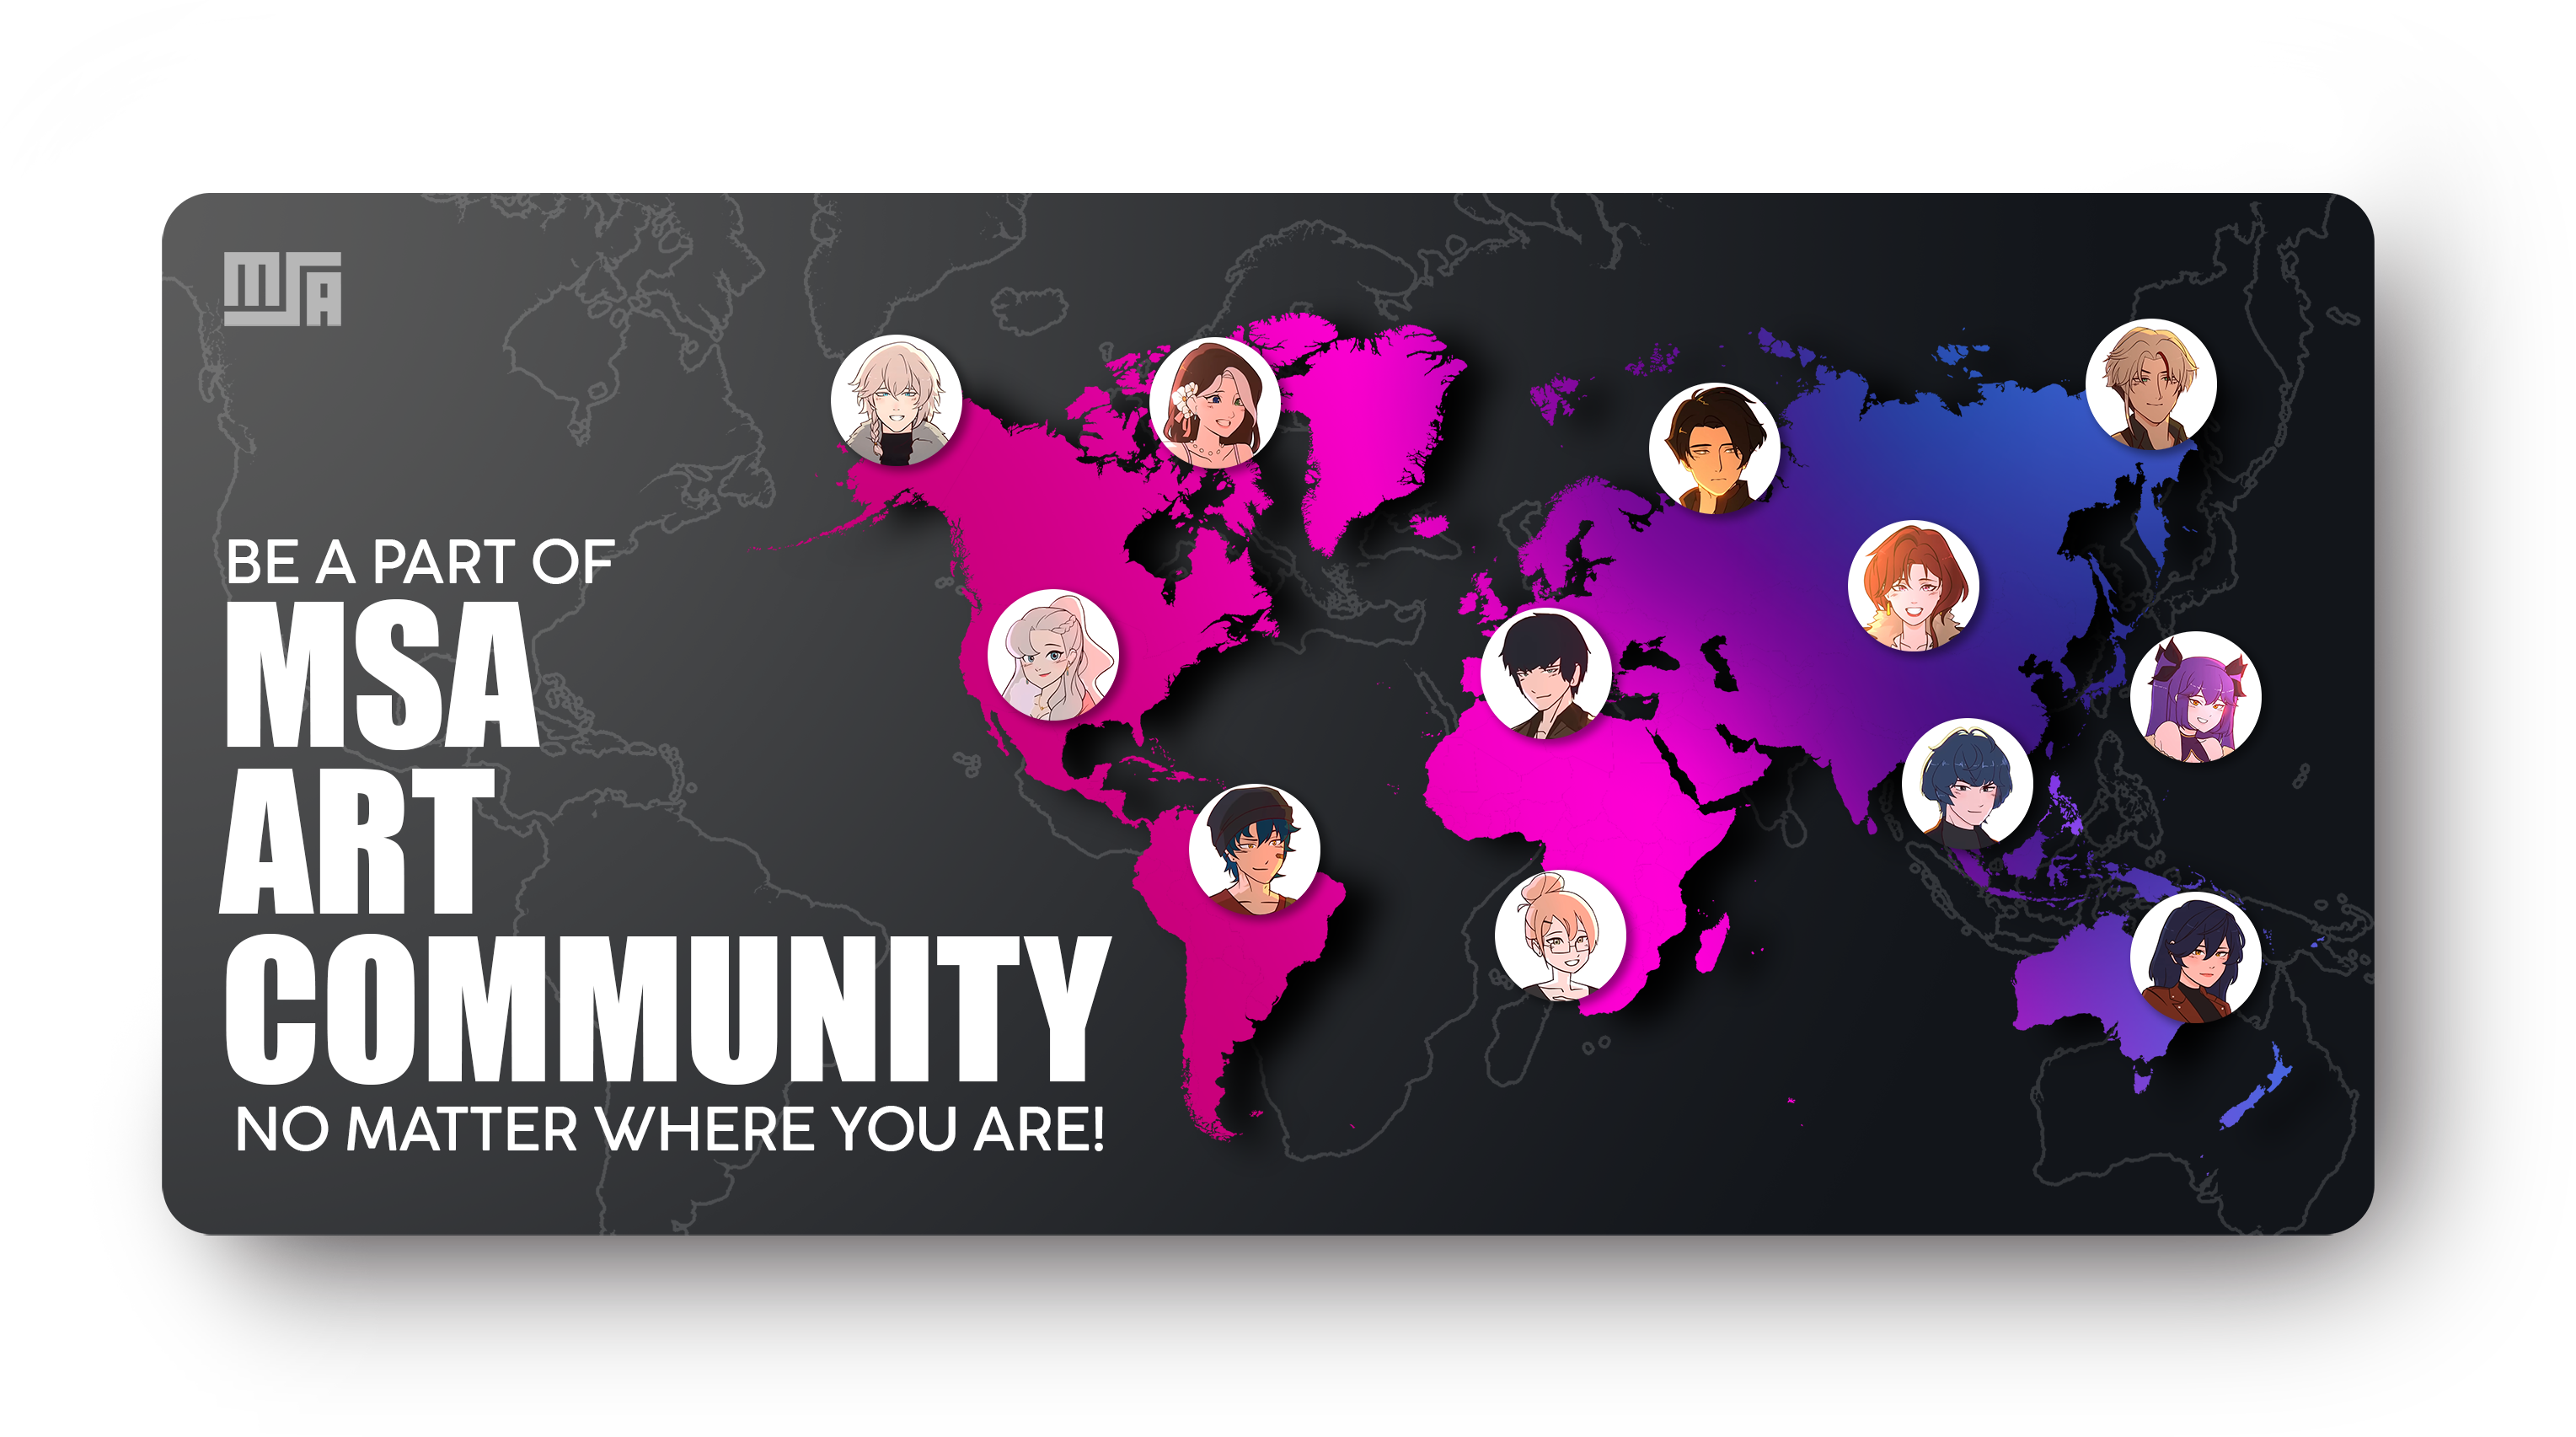 MSA
BE A PART OF
MSA
ART
COMMUNITY
NO MATTER WHERE YOU ARE!